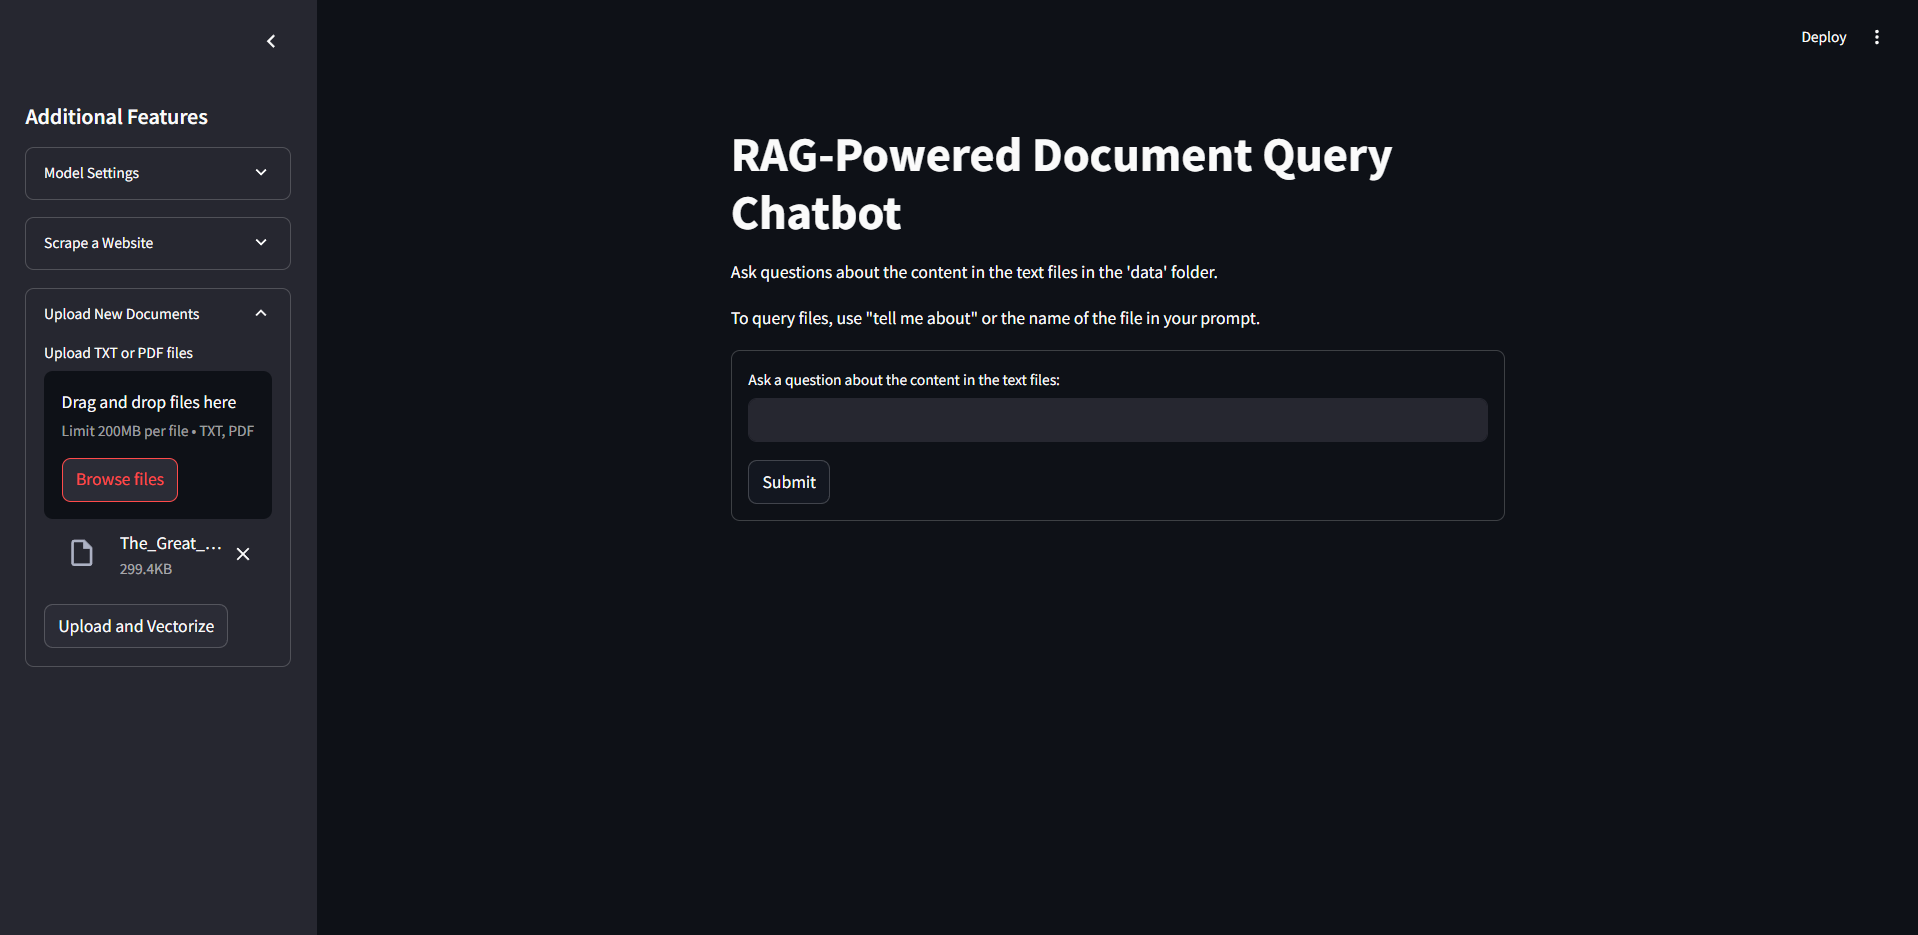 Deploy
Additional Features
Model Settings
Scrape a Website
Upload New Documents
Upload TXT or PDF files
Drag and drop files here
Limit 200MB per file • TXT, PDF
Browse files
The_Great_...
299.4KB
Upload and Vectorize
RAG-Powered Document Query
Chatbot
Ask questions about the content in the text files in the 'data' folder.
To query files, use "tell me about" or the name of the file in your prompt.
Ask a question about the content in the text files:
Submit